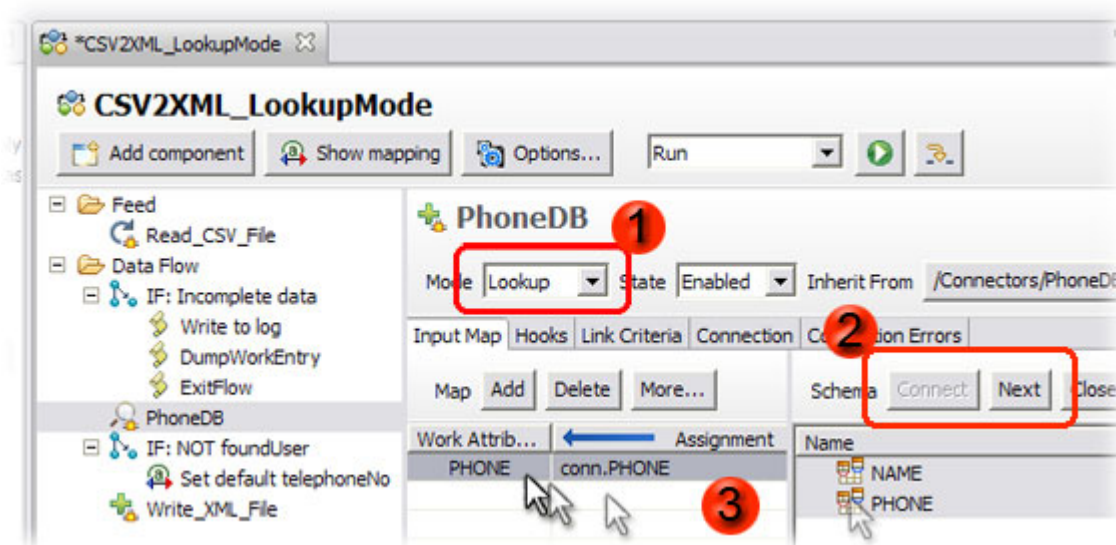 *CSV2XML_LookupMode
CSV2XML_LookupMode
Add component Show mapping Options... Run
Feed
Read_CSV_File
Data Flow
IF: Incomplete data
Write to log
DumpWorkEntry
ExitFlow
PhoneDB
IF: NOT foundUser
Set default telephoneNo
Write_XML_File
PhoneDB 1
Mode Lookup State Enabled Inherit From /Connectors/PhoneDB
2
Input Map Hooks Link Criteria Connection Errors
Map Add Delete More... Schema Connect Next Close
Work Attrib... Assignment Name
PHONE conn.PHONE NAME
3 PHONE